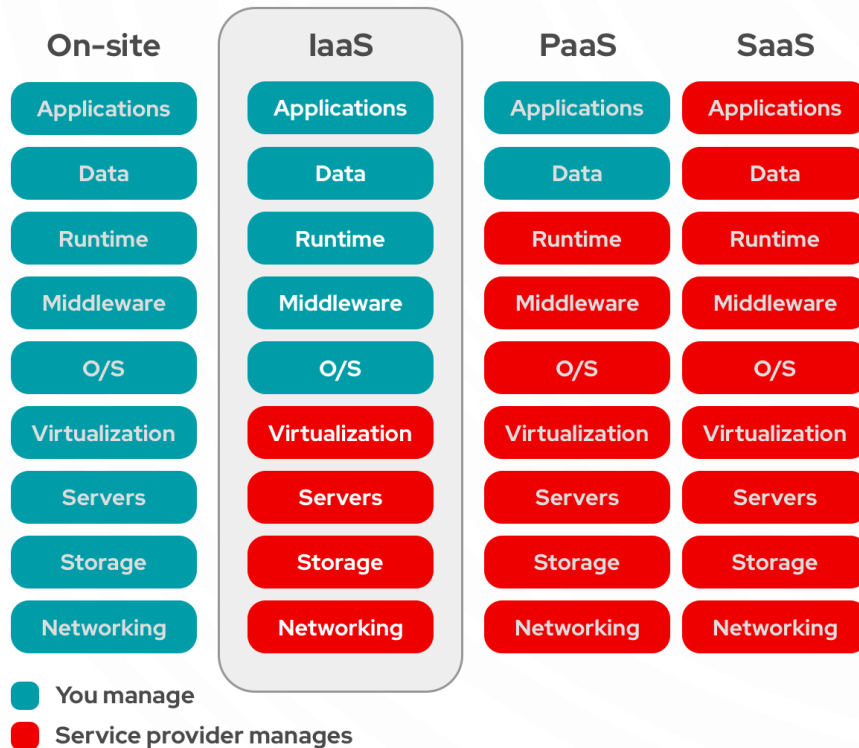 On-site IaaS PaaS SaaS
Applications Applications Applications Applications
Data Data Data Data
Runtime Runtime Runtime Runtime
Middleware Middleware Middleware Middleware
O/S O/S O/S O/S
Virtualization Virtualization Virtualization Virtualization
Servers Servers Servers Servers
Storage Storage Storage Storage
Networking Networking Networking Networking
You manage
Service provider manages